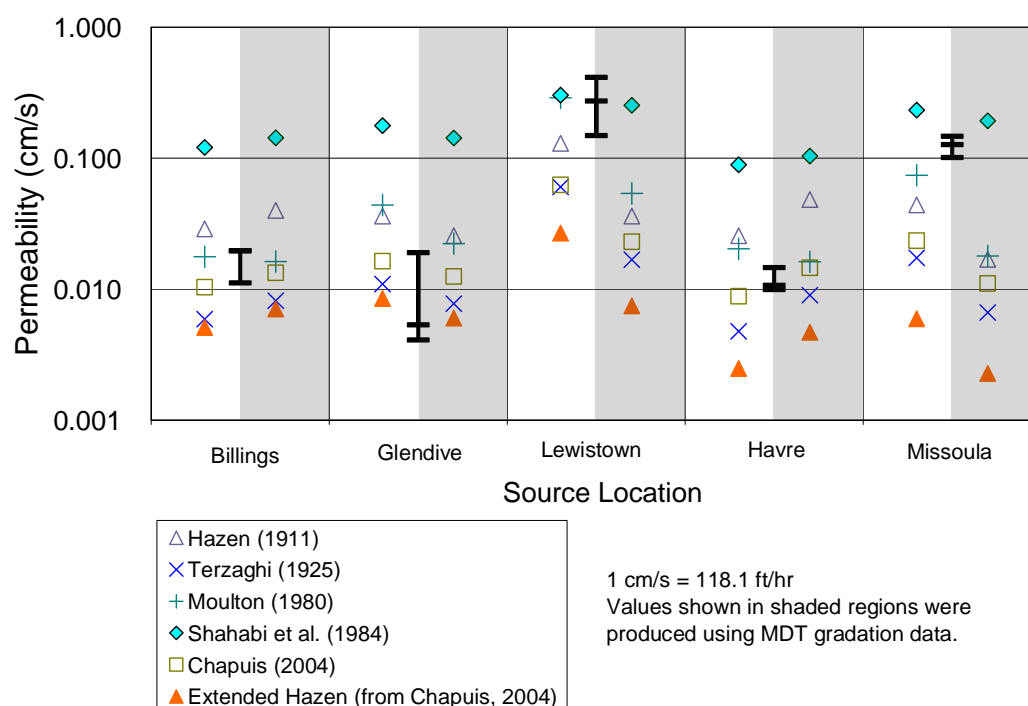 1.000
0.100
0.010
0.001
Permeability (cm/s)
Billings
Glendive
Lewistown
Havre
Missoula
Source Location
Hazen (1911)
Terzaghi (1925)
Moulton (1980)
Shahabi et al. (1984)
Chapuis (2004)
Extended Hazen (from Chapuis, 2004)
1 cm/s = 118.1 ft/hr
Values shown in shaded regions were
produced using MDT gradation data.